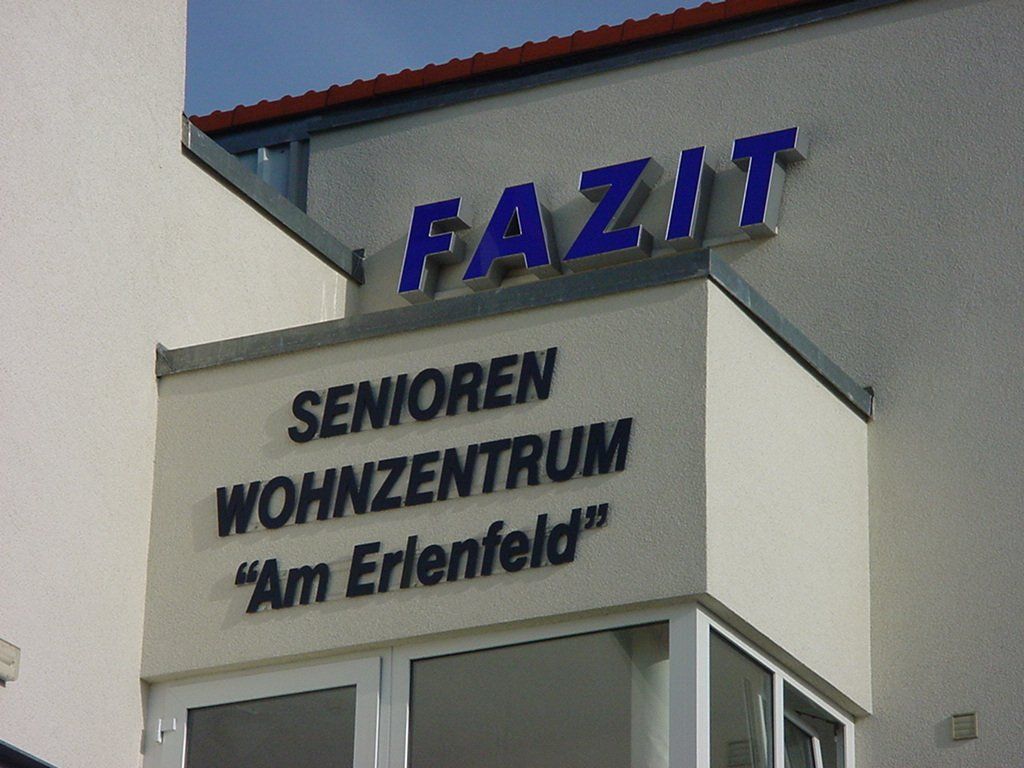 FAZIT
SENIOREN
WOHNZENTRUM
“Am Erlenfeld”